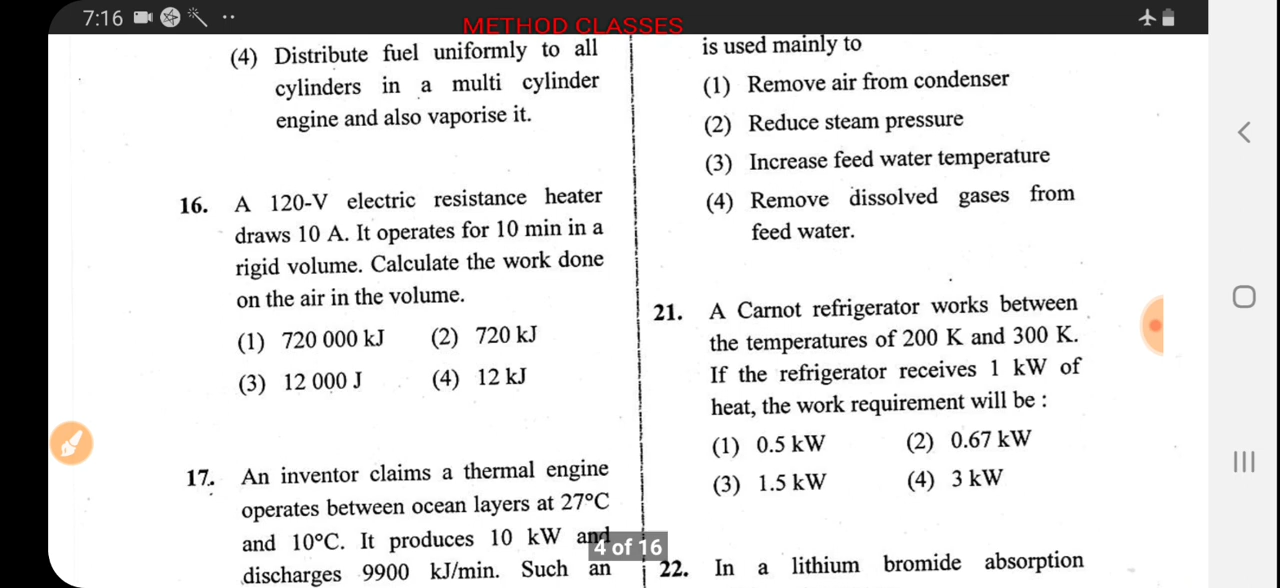 7:16
METHOD CLASSES
(4) Distribute fuel uniformly to all
cylinders in a multi cylinder
engine and also vaporise it.
16. A 120-V electric resistance heater
draws 10 A. It operates for 10 min in a
rigid volume. Calculate the work done
on the air in the volume.
(1) 720 000 kJ (2) 720 kJ
(3) 12 000 J (4) 12 kJ
17. An inventor claims a thermal engine
operates between ocean layers at 27°C
and 10°C. It produces 10 kW and
discharges 9900 kJ/min. Such an
is used mainly to
(1) Remove air from condenser
(2) Reduce steam pressure
(3) Increase feed water temperature
(4) Remove dissolved gases from
feed water.
21. A Carnot refrigerator works between
the temperatures of 200 K and 300 K.
If the refrigerator receives 1 kW of
heat, the work requirement will be :
(1) 0.5 kW (2) 0.67 kW
(3) 1.5 kW (4) 3 kW
22. In a lithium bromide absorption
4 of 16